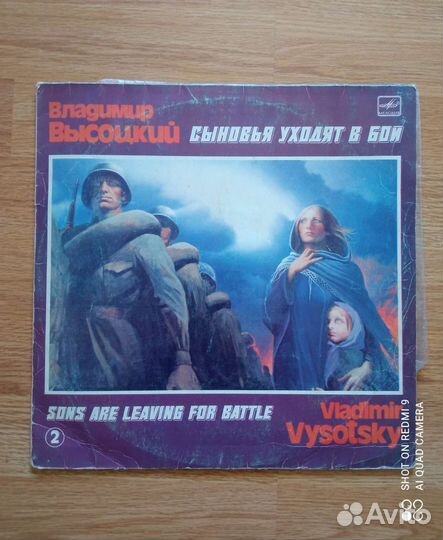 Владимир
Высоцкий
СЫНОВЬЯ УХОДЯТ В БОЙ
МЕЛОДИЯ
SONS ARE LEAVING FOR BATTLE
Vladimir
Vysotsky
2
SHOT ON REDMI 9
AI QUAD CAMERA
Avito